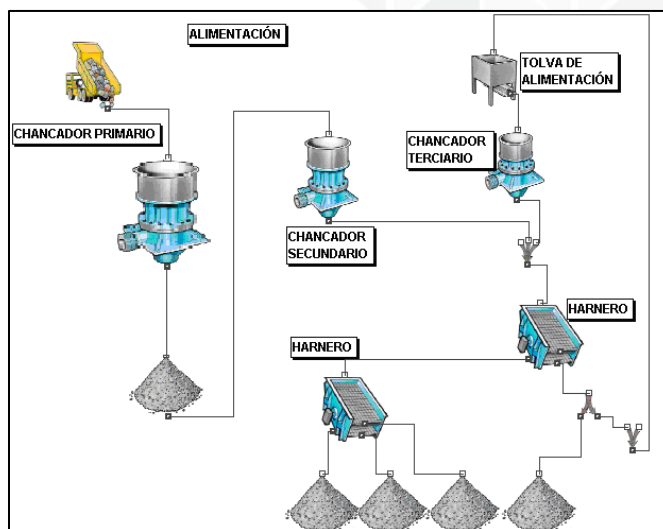 ALIMENTACIÓN
TOLVA DE
ALIMENTACIÓN
CHANCADOR PRIMARIO
CHANCADOR
TERCIARIO
CHANCADOR
SECUNDARIO
HARNERO
HARNERO